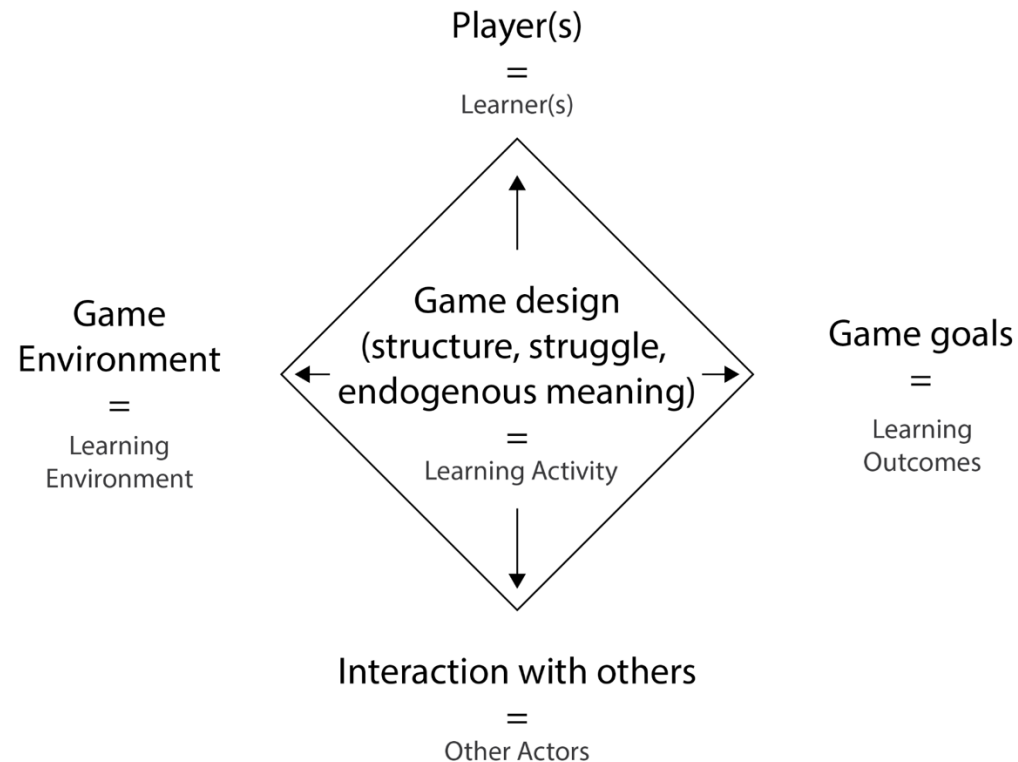 Player(s)
=
Learner(s)
Game
Environment
=
Learning
Environment
Game design
(structure, struggle,
endogenous meaning)
=
Learning Activity
Game goals
=
Learning
Outcomes
Interaction with others
=
Other Actors